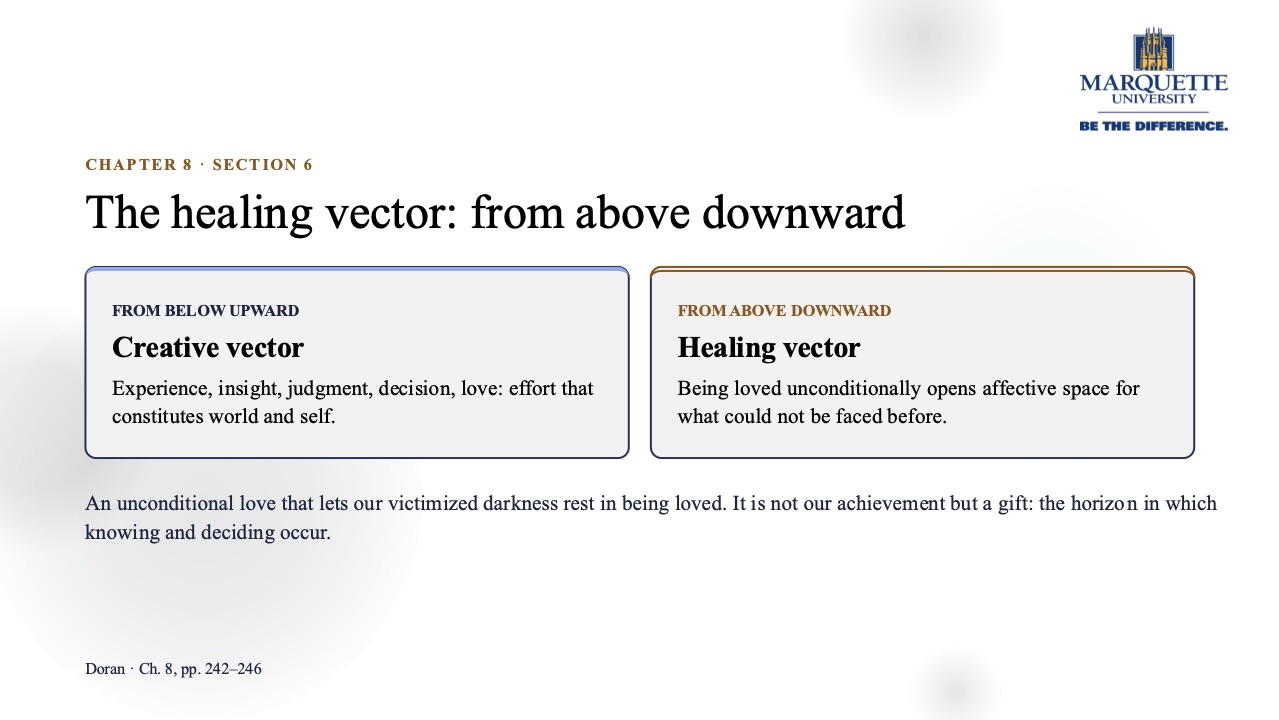 MARQUETTE
UNIVERSITY
BE THE DIFFERENCE.
CHAPTER 8 · SECTION 6
The healing vector: from above downward
FROM BELOW UPWARD
Creative vector
Experience, insight, judgment, decision, love: effort that
constitutes world and self.
FROM ABOVE DOWNWARD
Healing vector
Being loved unconditionally opens affective space for
what could not be faced before.
An unconditional love that lets our victimized darkness rest in being loved. It is not our achievement but a gift: the horizon in which
knowing and deciding occur.
Doran · Ch. 8, pp. 242–246